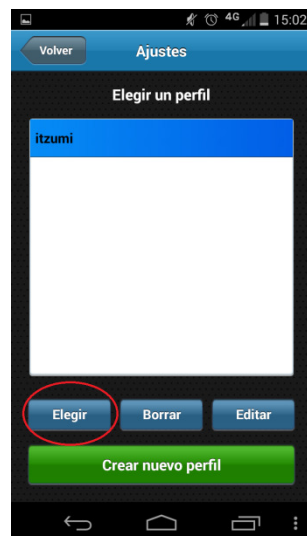 4G 15:02
Volver Ajustes
Elegir un perfil
itzumi
Elegir Borrar Editar
Crear nuevo perfil